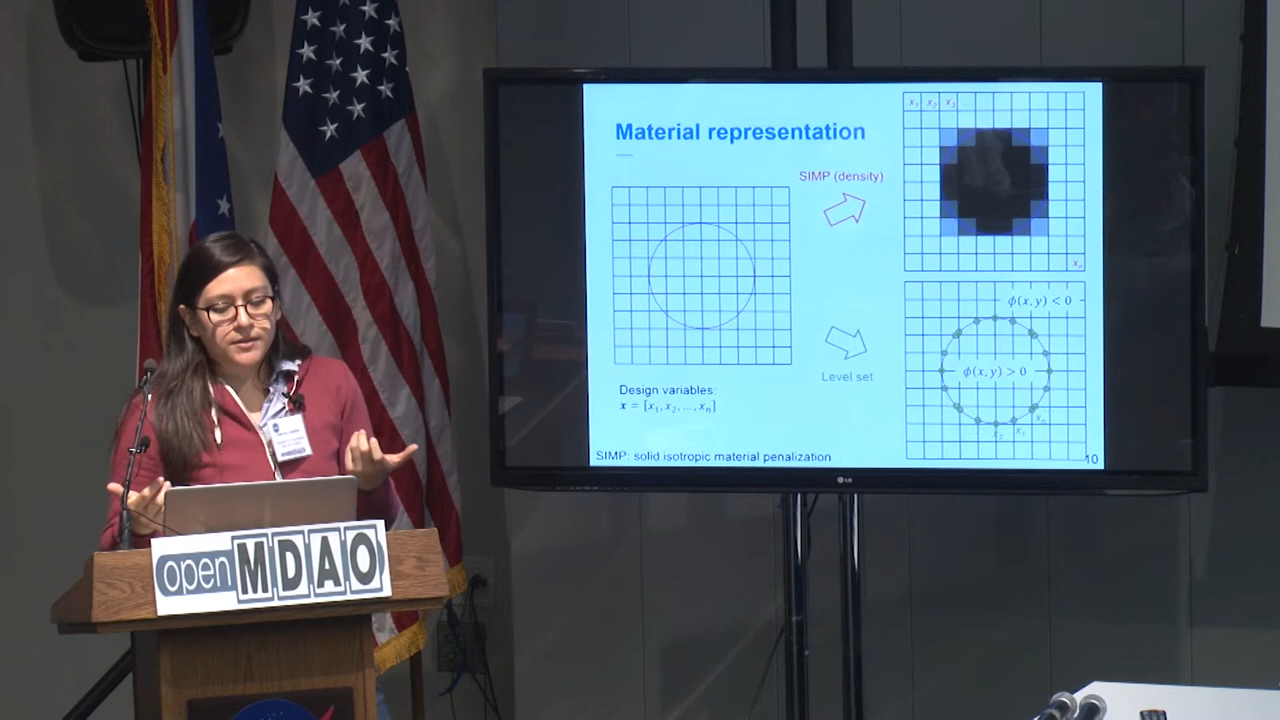 Material representation
SIMP (density)
x₁ x₂ x₃ ...
xₙ
ϕ(x, y) < 0
ϕ(x, y) > 0
Level set
x₂ x₁ xₙ
Design variables:
x = [x₁, x₂, ..., xₙ]
SIMP: solid isotropic material penalization
10
LG
openMDAO